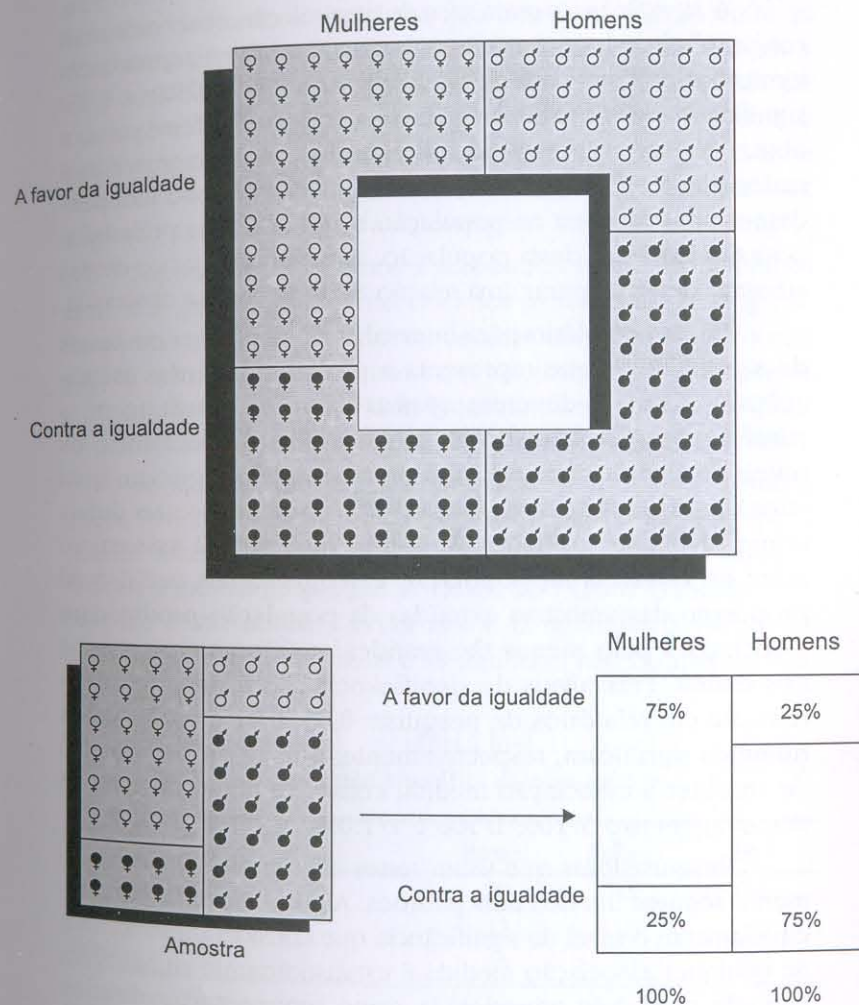 Mulheres Homens
A favor da igualdade
Contra a igualdade
Mulheres Homens
A favor da igualdade
75% 25%
Contra a igualdade
25% 75%
Amostra
100% 100%